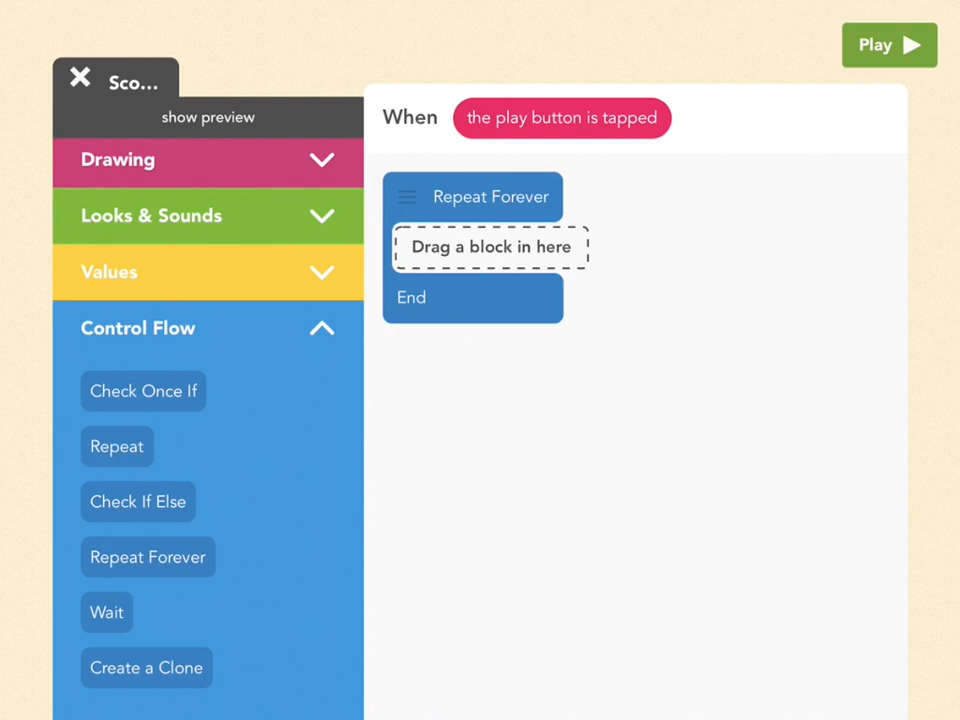 Play
Sco...
show preview
When the play button is tapped
Drawing
Looks & Sounds
Values
Control Flow
Check Once If
Repeat
Check If Else
Repeat Forever
Wait
Create a Clone
Repeat Forever
Drag a block in here
End